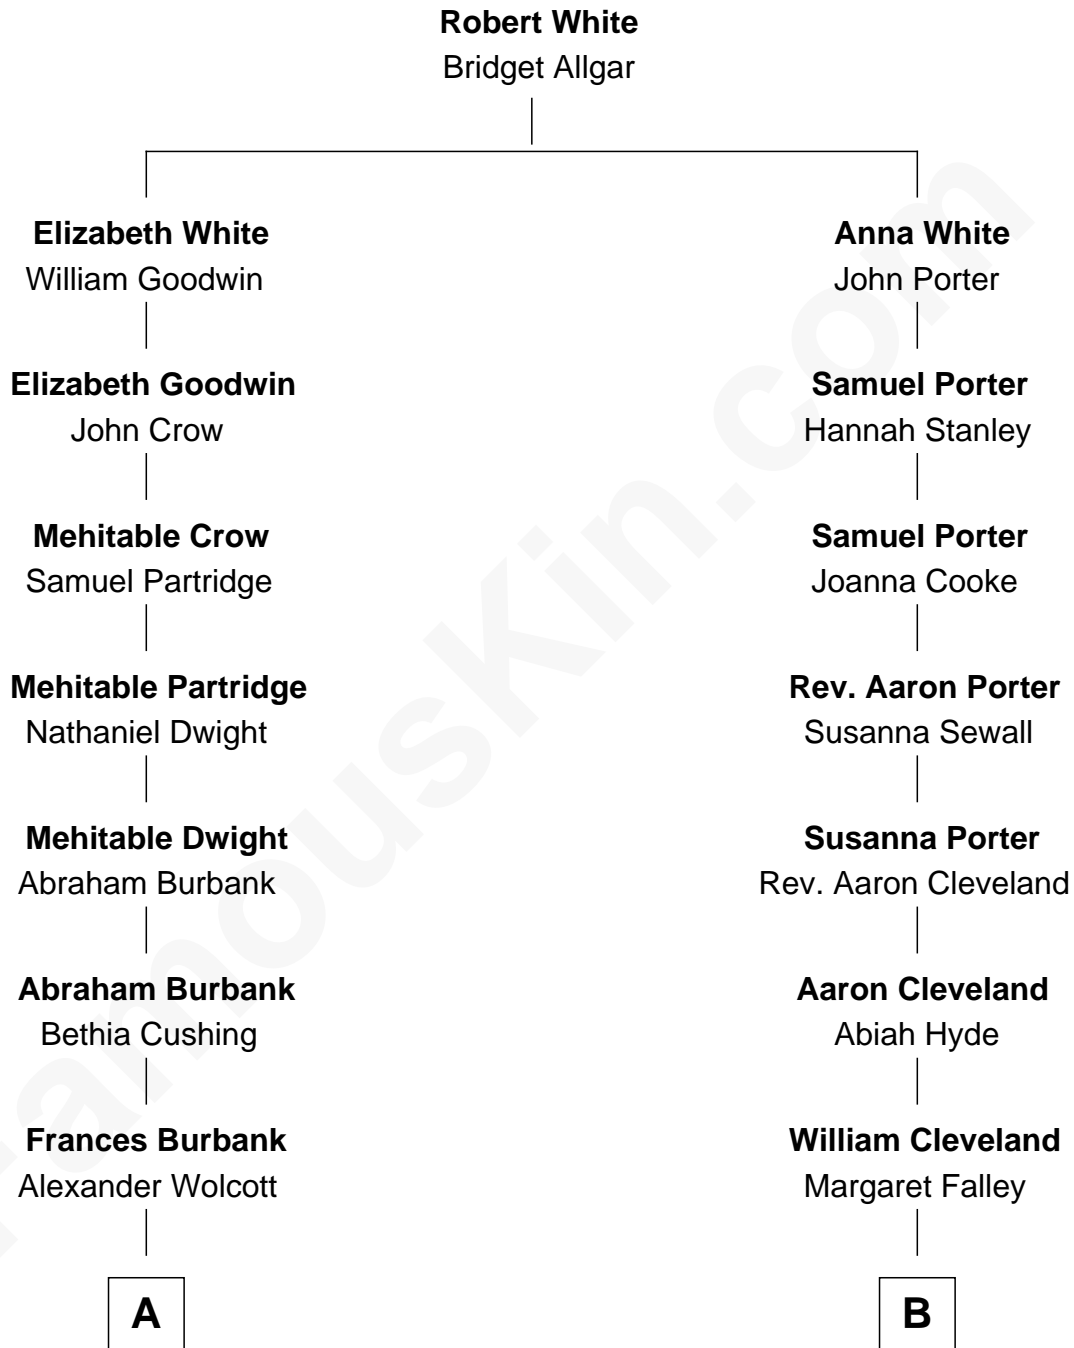 Robert White
Bridget Allgar
Elizabeth White
William Goodwin
Anna White
John Porter
Elizabeth Goodwin
John Crow
Samuel Porter
Hannah Stanley
Mehitable Crow
Samuel Partridge
Samuel Porter
Joanna Cooke
Mehitable Partridge
Nathaniel Dwight
Rev. Aaron Porter
Susanna Sewall
Mehitable Dwight
Abraham Burbank
Susanna Porter
Rev. Aaron Cleveland
Abraham Burbank
Bethia Cushing
Aaron Cleveland
Abiah Hyde
Frances Burbank
Alexander Wolcott
William Cleveland
Margaret Falley
A
B
FamousKin.com